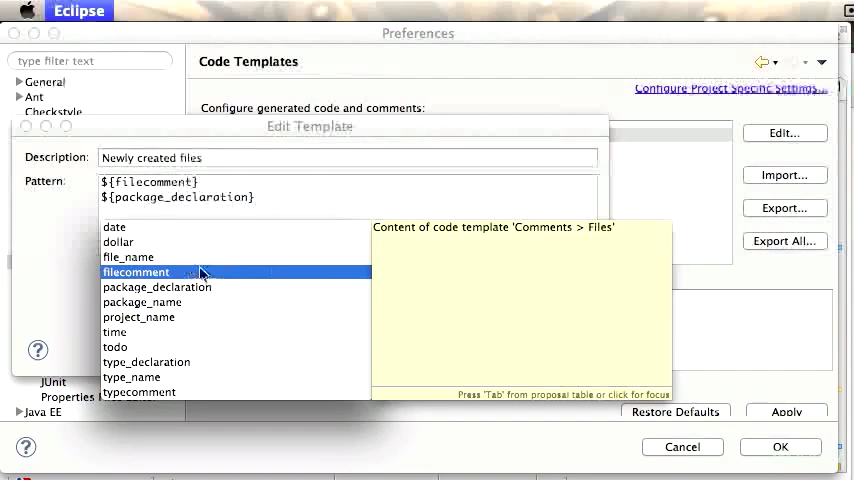 Eclipse
Preferences
type filter text
General
Ant
Checkstyle
Code Templates
Configure Project Specific Settings...
Configure generated code and comments:
Edit...
Import...
Export...
Export All...
Edit Template
Description:
Newly created files
Pattern:
${filecomment}
${package_declaration}
date
dollar
file_name
filecomment
package_declaration
package_name
project_name
time
todo
type_declaration
type_name
typecomment
Content of code template 'Comments > Files'
Press 'Tab' from proposal table or click for focus
JUnit
Properties
Java EE
Restore Defaults
Apply
Cancel
OK